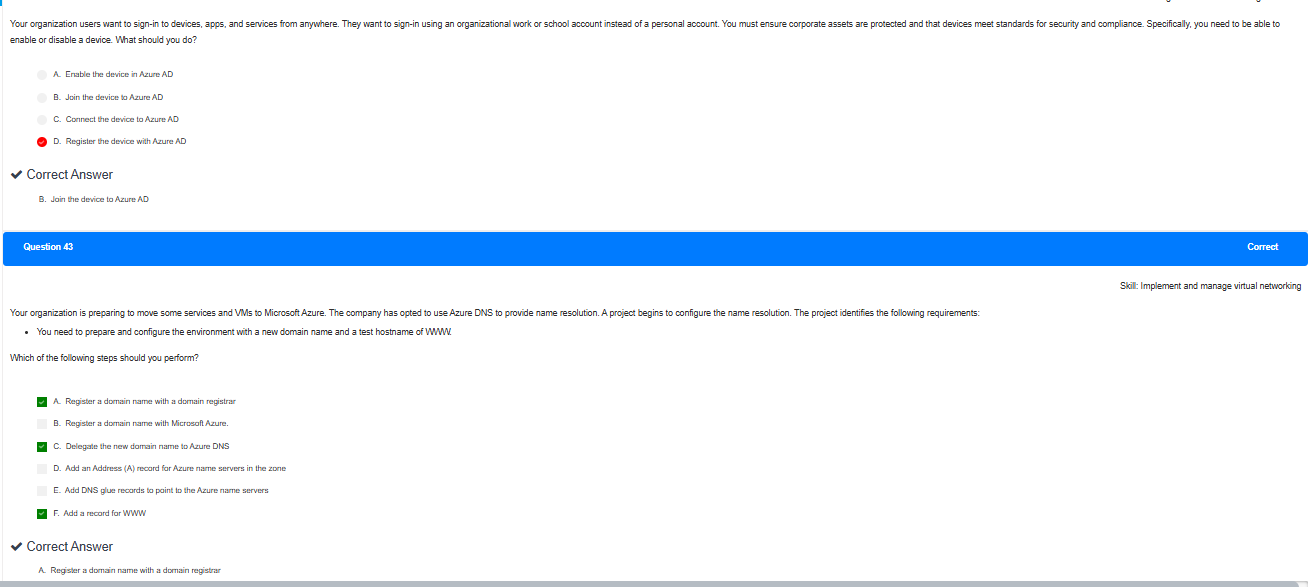 Your organization users want to sign-in to devices, apps, and services from anywhere. They want to sign-in using an organizational work or school account instead of a personal account. You must ensure corporate assets are protected and that devices meet standards for security and compliance. Specifically, you need to be able to
enable or disable a device. What should you do?
A. Enable the device in Azure AD
B. Join the device to Azure AD
C. Connect the device to Azure AD
D. Register the device with Azure AD
Correct Answer
B. Join the device to Azure AD
Question 43 Correct
Skill: Implement and manage virtual networking
Your organization is preparing to move some services and VMs to Microsoft Azure. The company has opted to use Azure DNS to provide name resolution. A project begins to configure the name resolution. The project identifies the following requirements:
• You need to prepare and configure the environment with a new domain name and a test hostname of WWW.
Which of the following steps should you perform?
A. Register a domain name with a domain registrar
B. Register a domain name with Microsoft Azure.
C. Delegate the new domain name to Azure DNS
D. Add an Address (A) record for Azure name servers in the zone
E. Add DNS glue records to point to the Azure name servers
F. Add a record for WWW
Correct Answer
A. Register a domain name with a domain registrar